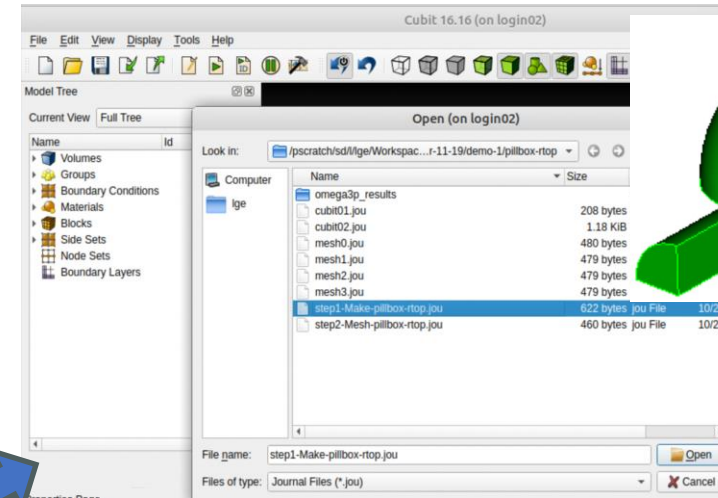 Cubit 16.16 (on login02)
File Edit View Display Tools Help
Model Tree
Current View Full Tree
Open (on login02)
Name Id
Volumes
Groups
Boundary Conditions
Materials
Blocks
Side Sets
Node Sets
Boundary Layers
Look in: /pscratch/sd/l/lge/Workspac...r-11-19/demo-1/pillbox-rtop
Computer
lge
Name Size
omega3p_results
cubit01.jou 208 bytes
cubit02.jou 1.18 KiB
mesh0.jou 480 bytes
mesh1.jou 479 bytes
mesh2.jou 479 bytes
mesh3.jou 479 bytes
step1-Make-pillbox-rtop.jou 622 bytes jou File 10/2
step2-Mesh-pillbox-rtop.jou 460 bytes jou File 10/2
File name: step1-Make-pillbox-rtop.jou Open
Files of type: Journal Files (*.jou) Cancel